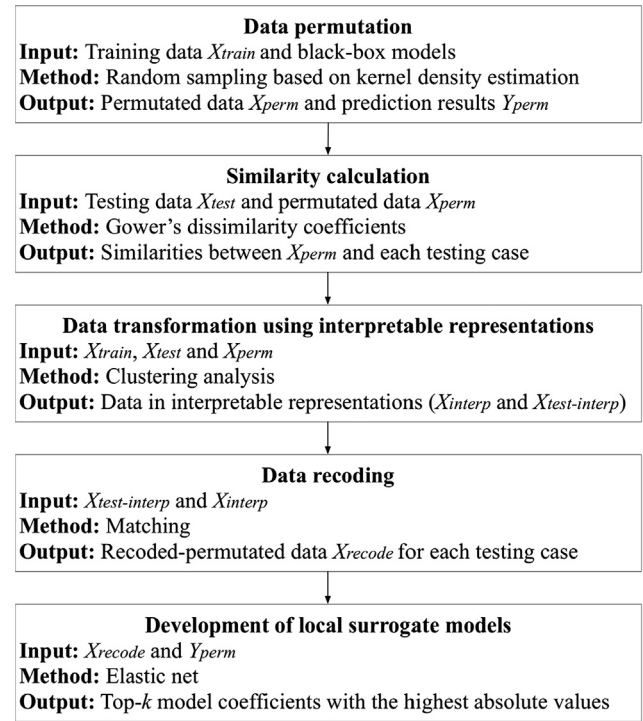 Data permutation
Input: Training data Xtrain and black-box models
Method: Random sampling based on kernel density estimation
Output: Permutated data Xperm and prediction results Yperm
Similarity calculation
Input: Testing data Xtest and permutated data Xperm
Method: Gower's dissimilarity coefficients
Output: Similarities between Xperm and each testing case
Data transformation using interpretable representations
Input: Xtrain, Xtest and Xperm
Method: Clustering analysis
Output: Data in interpretable representations (Xinterp and Xtest-interp)
Data recoding
Input: Xtest-interp and Xinterp
Method: Matching
Output: Recoded-permutated data Xrecode for each testing case
Development of local surrogate models
Input: Xrecode and Yperm
Method: Elastic net
Output: Top-k model coefficients with the highest absolute values